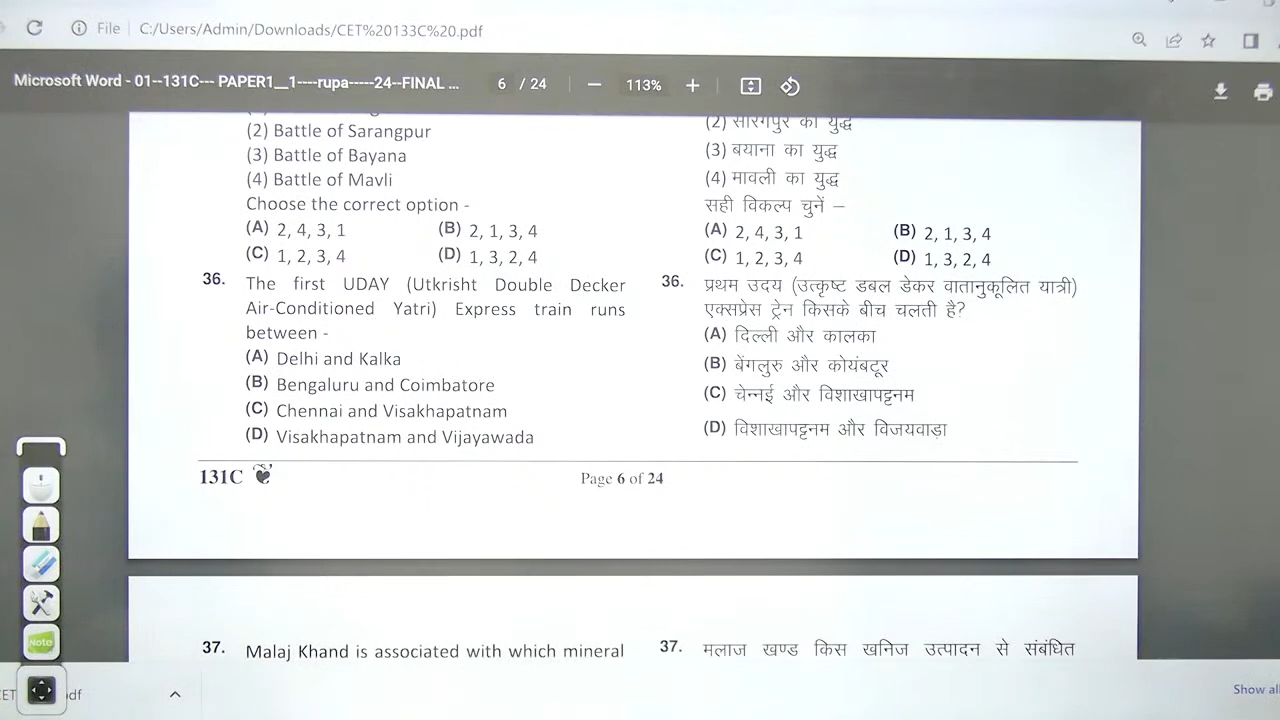 File C:/Users/Admin/Downloads/CET%20133C%20.pdf
Microsoft Word - 01--131C--- PAPER1__1----rupa-----24--FINAL ... 6 / 24 113%
(2) Battle of Sarangpur
(3) Battle of Bayana
(4) Battle of Mavli
Choose the correct option -
(A) 2, 4, 3, 1 (B) 2, 1, 3, 4
(C) 1, 2, 3, 4 (D) 1, 3, 2, 4
36. The first UDAY (Utkrisht Double Decker
Air-Conditioned Yatri) Express train runs
between -
(A) Delhi and Kalka
(B) Bengaluru and Coimbatore
(C) Chennai and Visakhapatnam
(D) Visakhapatnam and Vijayawada
(2) सारंगपुर का युद्ध
(3) बयाना का युद्ध
(4) मावली का युद्ध
सही विकल्प चुनें –
(A) 2, 4, 3, 1 (B) 2, 1, 3, 4
(C) 1, 2, 3, 4 (D) 1, 3, 2, 4
36. प्रथम उदय (उत्कृष्ट डबल डेकर वातानुकूलित यात्री)
एक्सप्रेस ट्रेन किसके बीच चलती है?
(A) दिल्ली और कालका
(B) बेंगलुरु और कोयंबटूर
(C) चेन्नई और विशाखापट्टनम
(D) विशाखापट्टनम और विजयवाड़ा
131C Page 6 of 24
37. Malaj Khand is associated with which mineral
37. मलाज खण्ड किस खनिज उत्पादन से संबंधित
Note
CET df
Show all